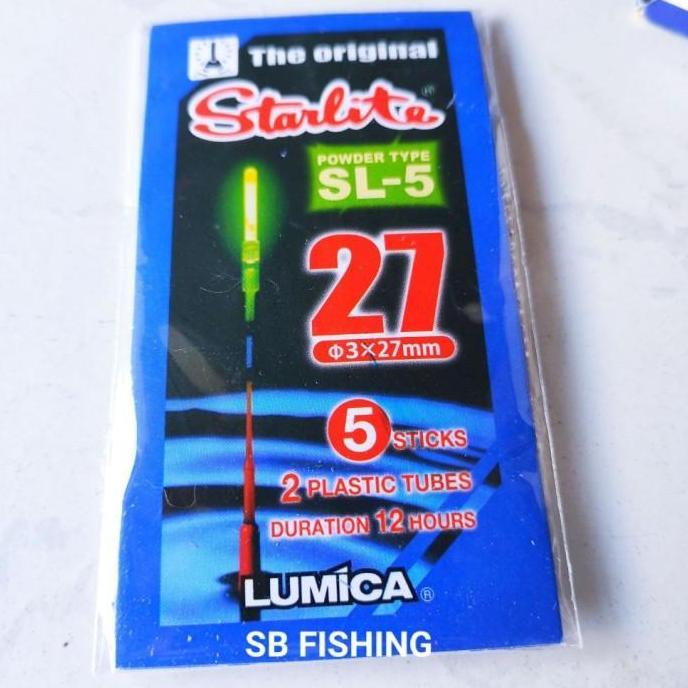 The original
Starlite®
POWDER TYPE
SL-5
27
Φ3×27mm
5 STICKS
2 PLASTIC TUBES
DURATION 12 HOURS
LUMICA®
SB FISHING